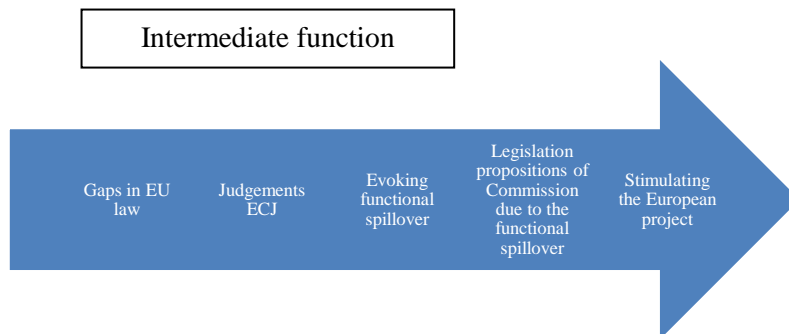 Intermediate function
Gaps in EU
law
Judgements
ECJ
Evoking
functional
spillover
Legislation
propositions of
Commission
due to the
functional
spillover
Stimulating
the European
project